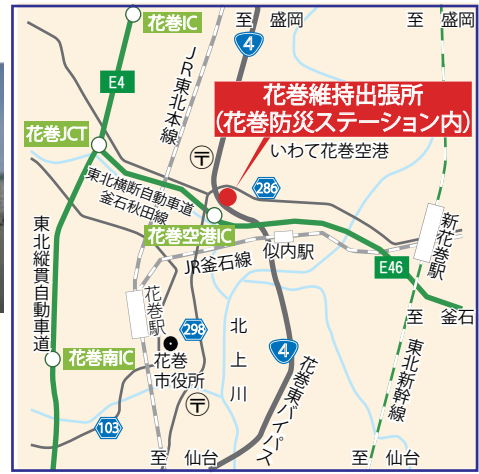 花巻IC
至 盛岡
至 盛岡
4
E4
JR東北本線
花巻維持出張所
(花巻防災ステーション内)
花巻JCT
〒
いわて花巻空港
286
東北横断自動車道
釜石秋田線
花巻空港IC
新花巻駅
似内駅
JR釜石線
E46
東北縦貫自動車道
至 釜石
花巻駅
298
北上川
4
花巻南IC
花巻
市役所
花巻東バイパス
東北新幹線
〒
103
至 仙台
至 仙台